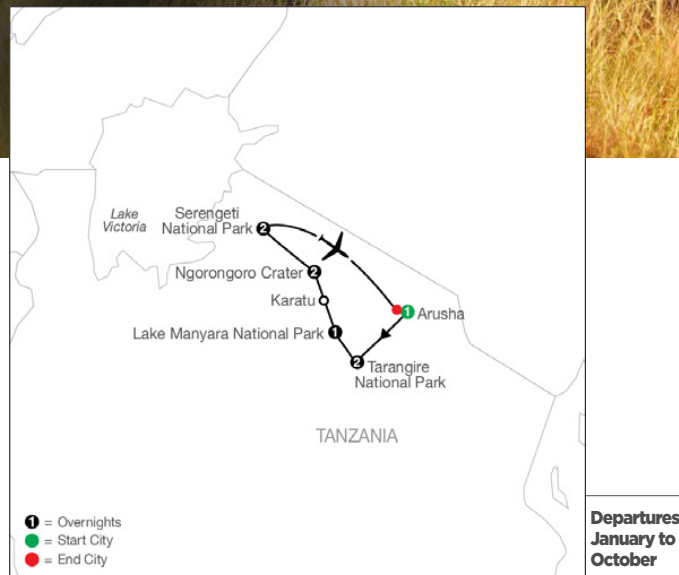 Lake
Victoria
Serengeti
National Park
2
Ngorongoro Crater
2
Karatu
1
Arusha
Lake Manyara National Park
1
2
Tarangire
National Park
TANZANIA
1 = Overnights
= Start City
= End City
Departures
January to
October